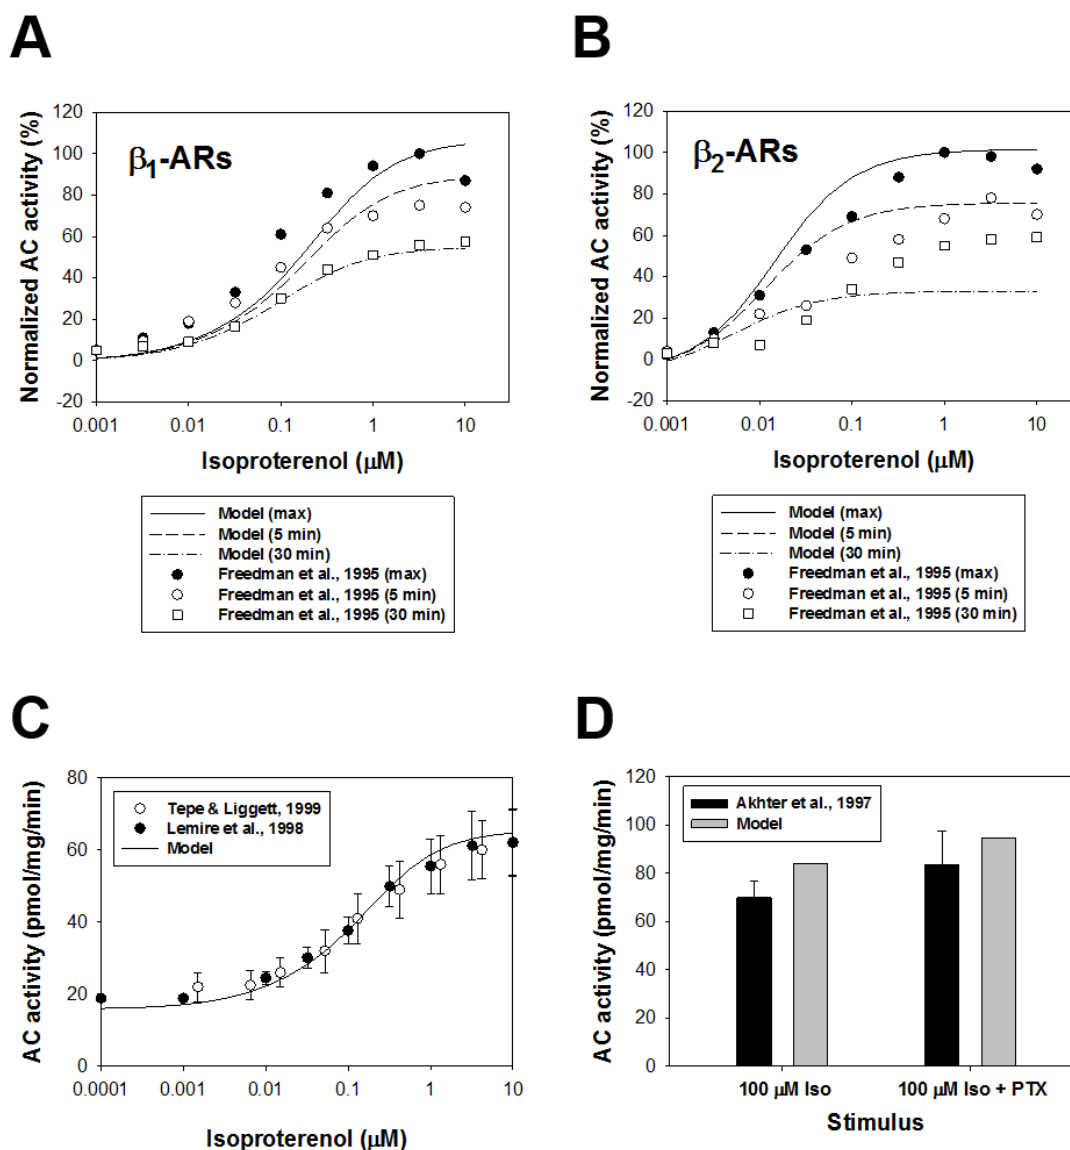 A
B
120
100
80
60
40
20
0
-20
Normalized AC activity (%)
β1-ARs
0.001 0.01 0.1 1 10
Isoproterenol (μM)
Model (max)
Model (5 min)
Model (30 min)
Freedman et al., 1995 (max)
Freedman et al., 1995 (5 min)
Freedman et al., 1995 (30 min)
120
100
80
60
40
20
0
-20
Normalized AC activity (%)
β2-ARs
0.001 0.01 0.1 1 10
Isoproterenol (μM)
Model (max)
Model (5 min)
Model (30 min)
Freedman et al., 1995 (max)
Freedman et al., 1995 (5 min)
Freedman et al., 1995 (30 min)
C
80
60
40
20
0
AC activity (pmol/mg/min)
Tepe & Liggett, 1999
Lemire et al., 1998
Model
0.0001 0.001 0.01 0.1 1 10
Isoproterenol (μM)
D
120
100
80
60
40
20
0
AC activity (pmol/mg/min)
Akhter et al., 1997
Model
100 μM Iso 100 μM Iso + PTX
Stimulus